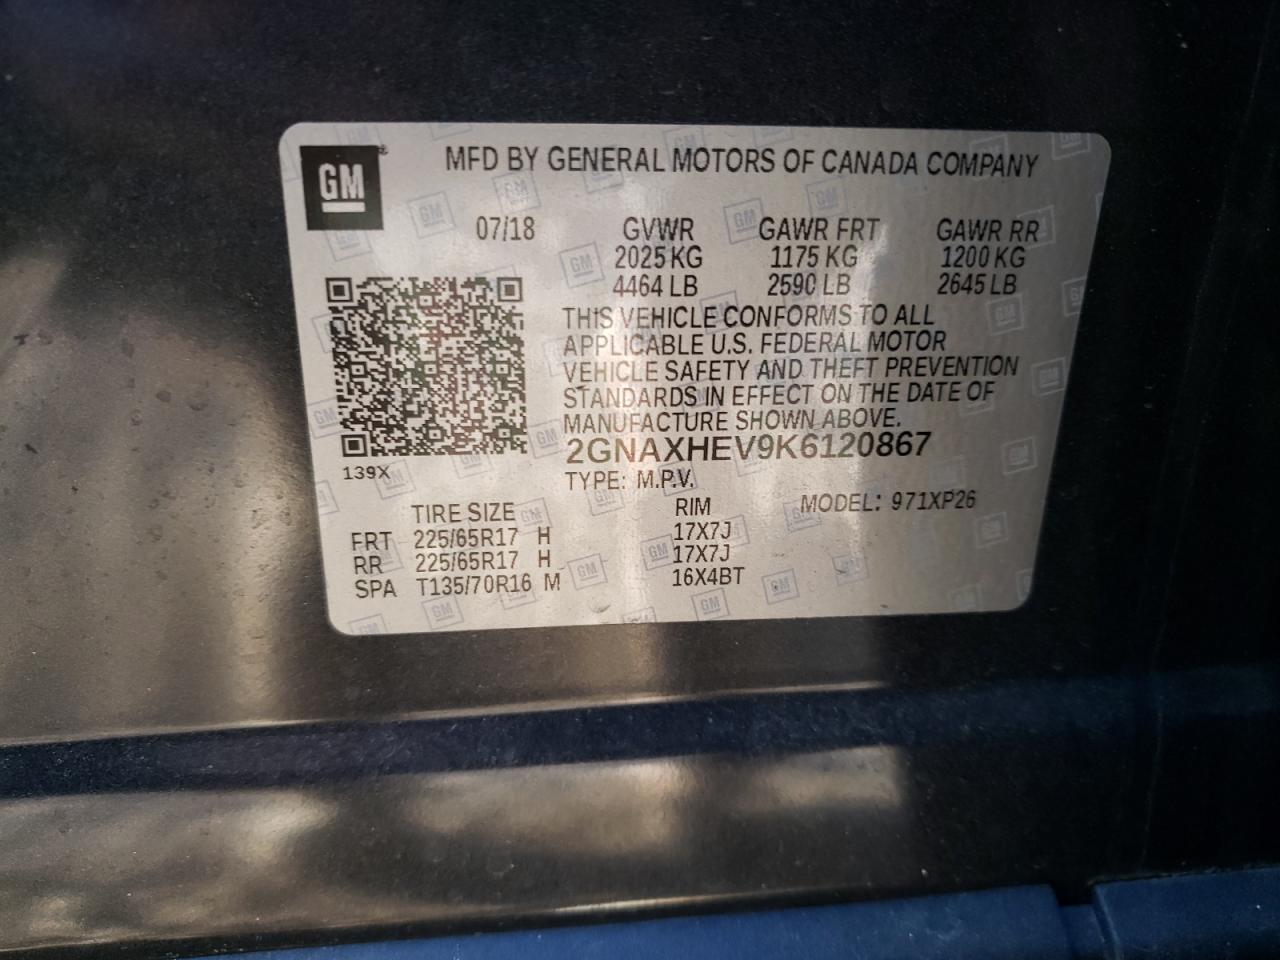 GM
MFD BY GENERAL MOTORS OF CANADA COMPANY
07/18 GVWR GAWR FRT GAWR RR
2025 KG 1175 KG 1200 KG
4464 LB 2590 LB 2645 LB
THIS VEHICLE CONFORMS TO ALL
APPLICABLE U.S. FEDERAL MOTOR
VEHICLE SAFETY AND THEFT PREVENTION
STANDARDS IN EFFECT ON THE DATE OF
MANUFACTURE SHOWN ABOVE.
2GNAXHEV9K6120867
139X
TYPE: M.P.V.
TIRE SIZE RIM MODEL: 971XP26
FRT 225/65R17 H 17X7J
RR 225/65R17 H 17X7J
SPA T135/70R16 M 16X4BT